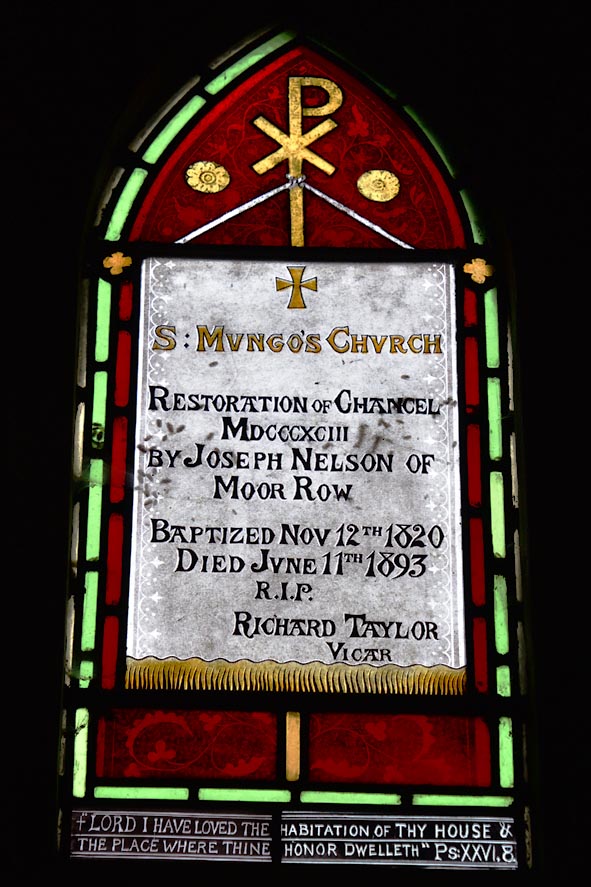 S: MVNGO'S CHVRCH
RESTORATION OF CHANCEL
MDCCCXCIII
BY JOSEPH NELSON OF
MOOR ROW
BAPTIZED NOV 12TH 1820
DIED JVNE 11TH 1893
R.I.P.
RICHARD TAYLOR
VICAR
"LORD I HAVE LOVED THE HABITATION OF THY HOUSE &
THE PLACE WHERE THINE HONOR DWELLETH" PS:XXVI.8